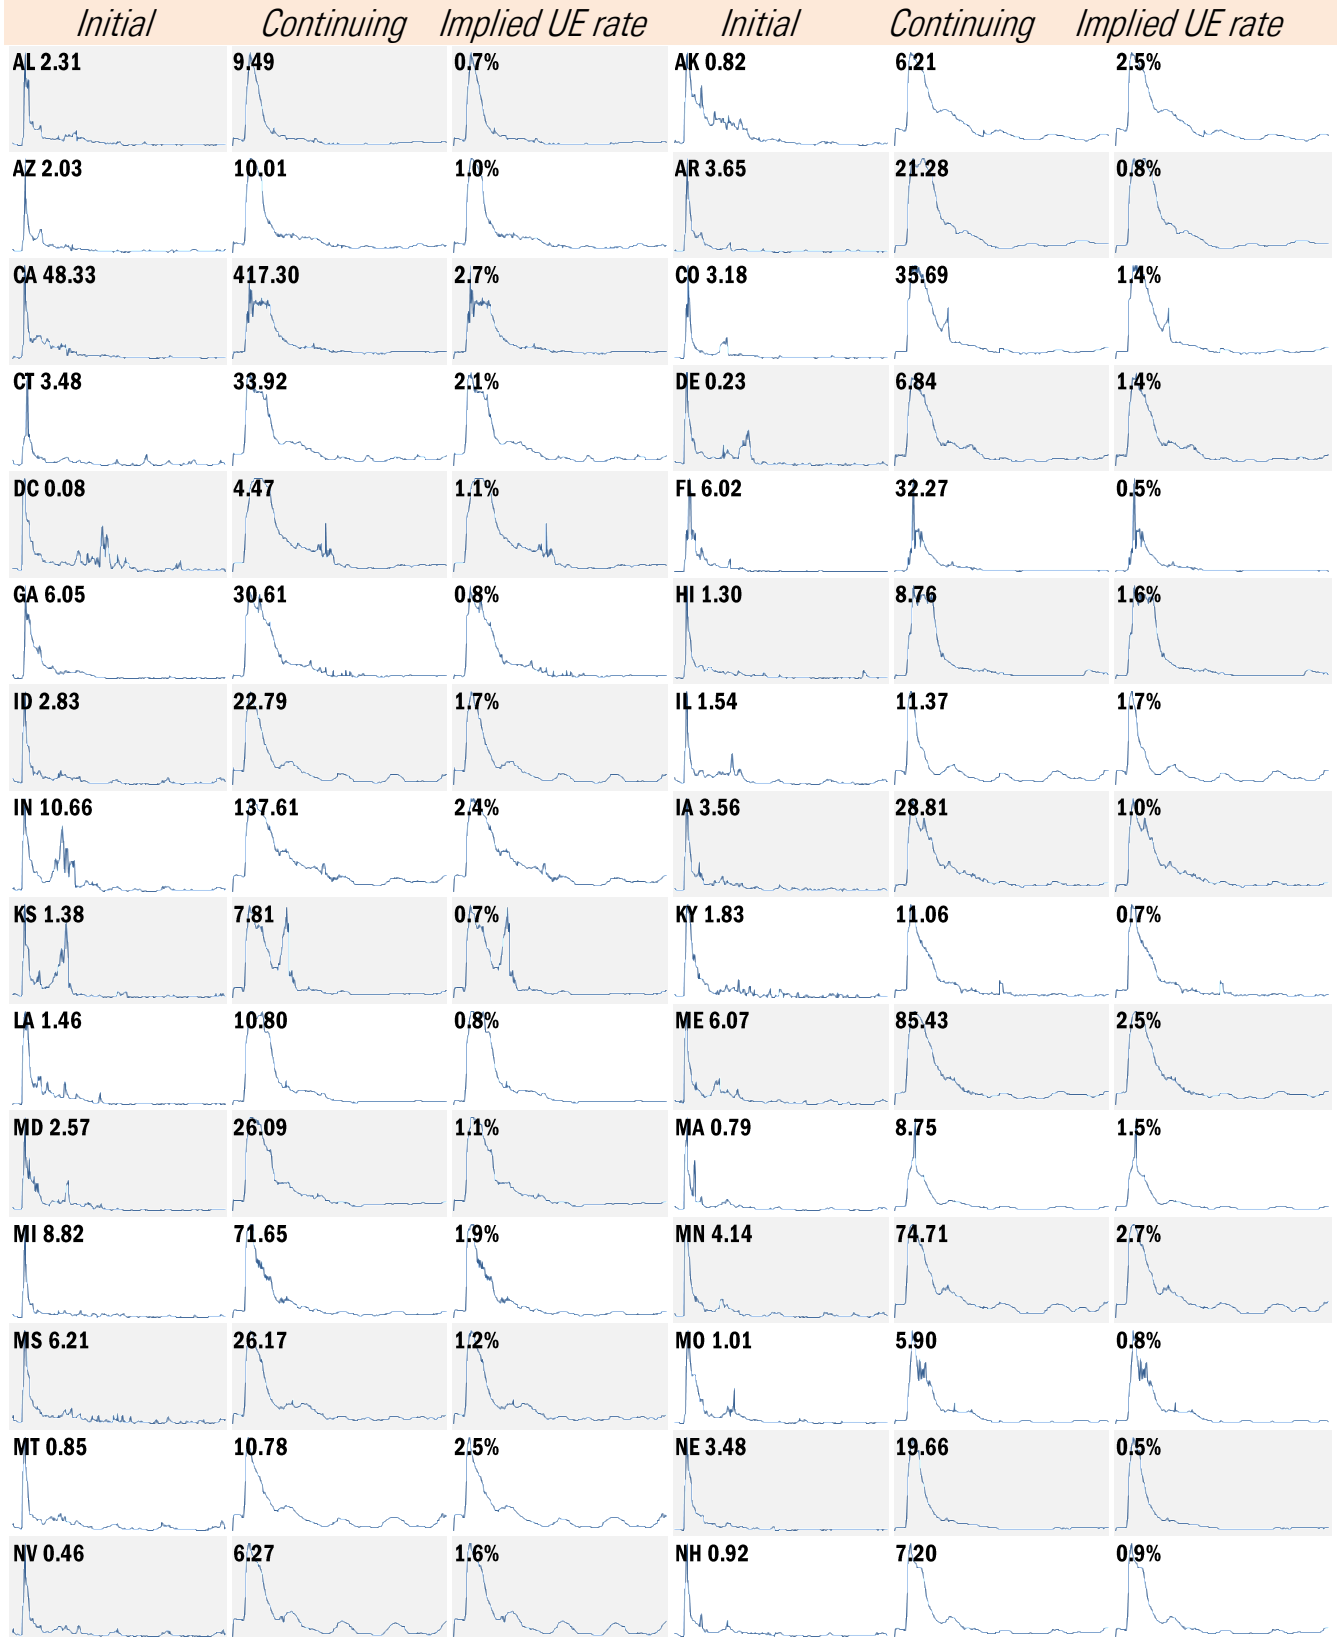 Initial Continuing Implied UE rate Initial Continuing Implied UE rate
AL 2.31 9.49 0.7% AK 0.82 6.21 2.5%
AZ 2.03 10.01 1.0% AR 3.65 21.28 0.8%
CA 48.33 417.30 2.7% CO 3.18 35.69 1.4%
CT 3.48 33.92 2.1% DE 0.23 6.84 1.4%
DC 0.08 4.47 1.1% FL 6.02 32.27 0.5%
GA 6.05 30.61 0.8% HI 1.30 8.76 1.6%
ID 2.83 22.79 1.7% IL 1.54 11.37 1.7%
IN 10.66 137.61 2.4% IA 3.56 28.81 1.0%
KS 1.38 7.81 0.7% KY 1.83 11.06 0.7%
LA 1.46 10.80 0.8% ME 6.07 85.43 2.5%
MD 2.57 26.09 1.1% MA 0.79 8.75 1.5%
MI 8.82 71.65 1.9% MN 4.14 74.71 2.7%
MS 6.21 26.17 1.2% MO 1.01 5.90 0.8%
MT 0.85 10.78 2.5% NE 3.48 19.66 0.5%
NV 0.46 6.27 1.6% NH 0.92 7.20 0.9%